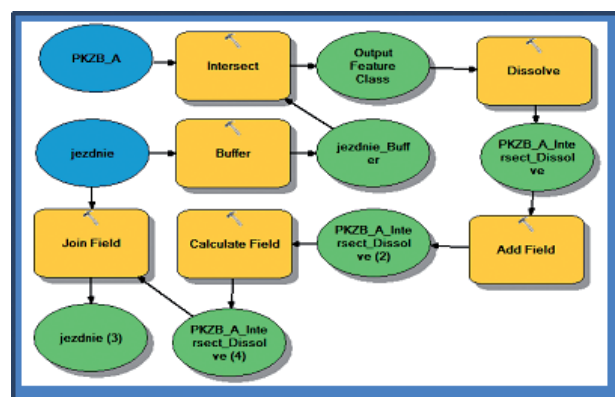 PKZB_A
Intersect
Output
Feature
Class
Dissolve
jezdnie
Buffer
jezdnie_Buff
er
PKZB_A_Inte
rsect_Dissol
ve
Join Field
Calculate Field
PKZB_A_Inte
rsect_Dissol
ve (2)
Add Field
jezdnie (3)
PKZB_A_Inte
rsect_Dissol
ve (4)